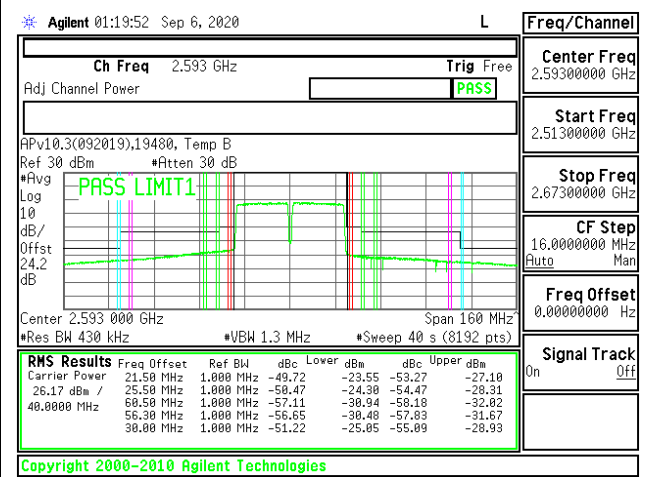 Agilent 01:19:52 Sep 6, 2020 L
Freq/Channel
Ch Freq 2.593 GHz Trig Free
Adj Channel Power PASS
Center Freq
2.59300000 GHz
Start Freq
2.51300000 GHz
Stop Freq
2.67300000 GHz
CF Step
16.0000000 MHz
Auto Man
Freq Offset
0.00000000 Hz
Signal Track
On Off
APv10.3(092019),19480, Temp B
Ref 30 dBm #Atten 30 dB
#Avg
Log
10
dB/
Offst
24.2
dB
PASS LIMIT1
Center 2.593 000 GHz Span 160 MHz^
#Res BW 430 kHz #VBW 1.3 MHz #Sweep 40 s (8192 pts)
RMS Results Freq Offset Ref BW dBc Lower dBm dBc Upper dBm
Carrier Power 21.50 MHz 1.000 MHz -49.72 -23.55 -53.27 -27.10
26.17 dBm / 25.50 MHz 1.000 MHz -50.47 -24.30 -54.47 -28.31
40.0000 MHz 60.50 MHz 1.000 MHz -57.11 -30.94 -58.18 -32.02
56.30 MHz 1.000 MHz -56.65 -30.48 -57.83 -31.67
30.00 MHz 1.000 MHz -51.22 -25.05 -55.09 -28.93
Copyright 2000-2010 Agilent Technologies